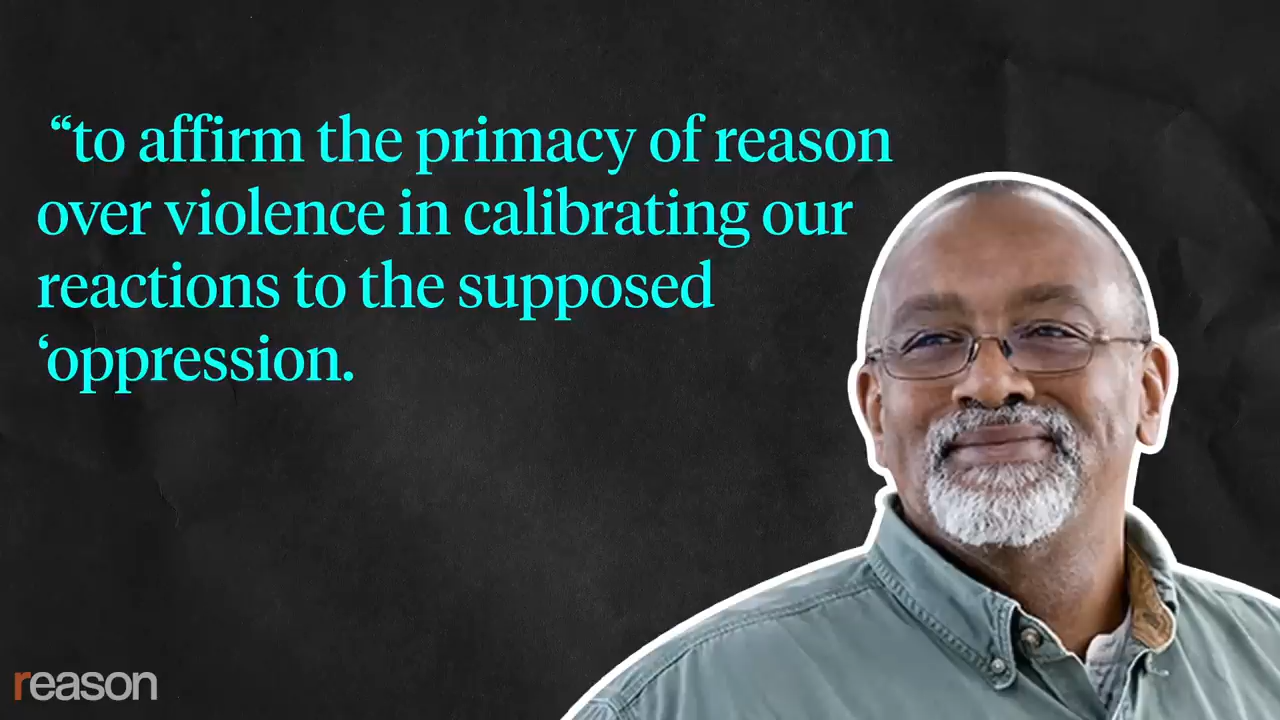 “to affirm the primacy of reason
over violence in calibrating our
reactions to the supposed
‘oppression.
reason